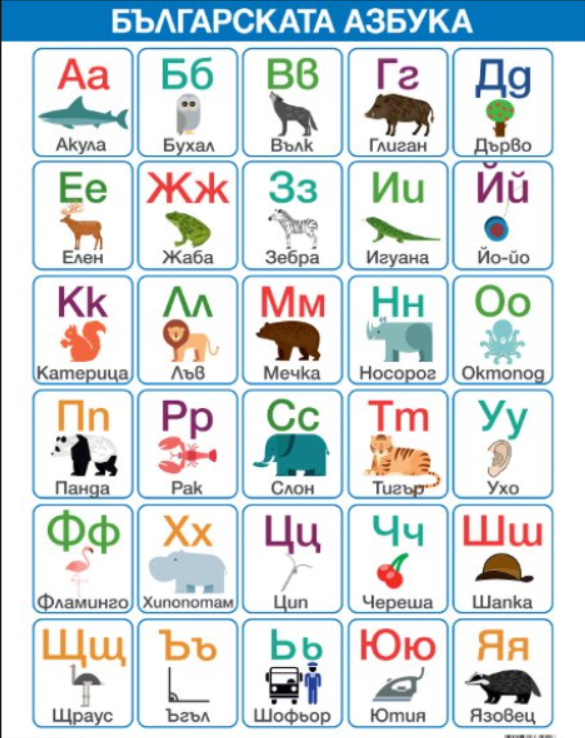 БЪЛГАРСКАТА АЗБУКА
Аа Бб Вв Гг Дд
Акула Бухал Вълк Глиган Дърво
Ее Жж Зз Ии Йй
Елен Жаба Зебра Игуана Йо-йо
Кк Лл Мм Нн Оо
Катерица Лъв Мечка Носорог Октопод
Пп Рр Сс Тт Уу
Панда Рак Слон Тигър Ухо
Фф Хх Цц Чч Шш
Фламинго Хипопотам Цип Череша Шапка
Щщ Ъъ Ьь Юю Яя
Щраус Ъгъл Шофьор Ютия Язовец